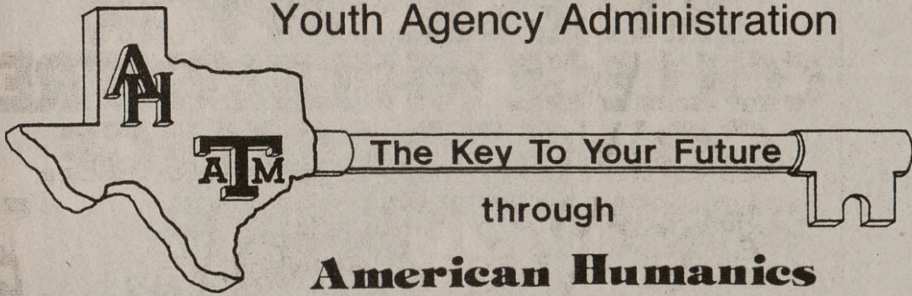 Youth Agency Administration
AH
ATM
The Key To Your Future
through
American Humanics